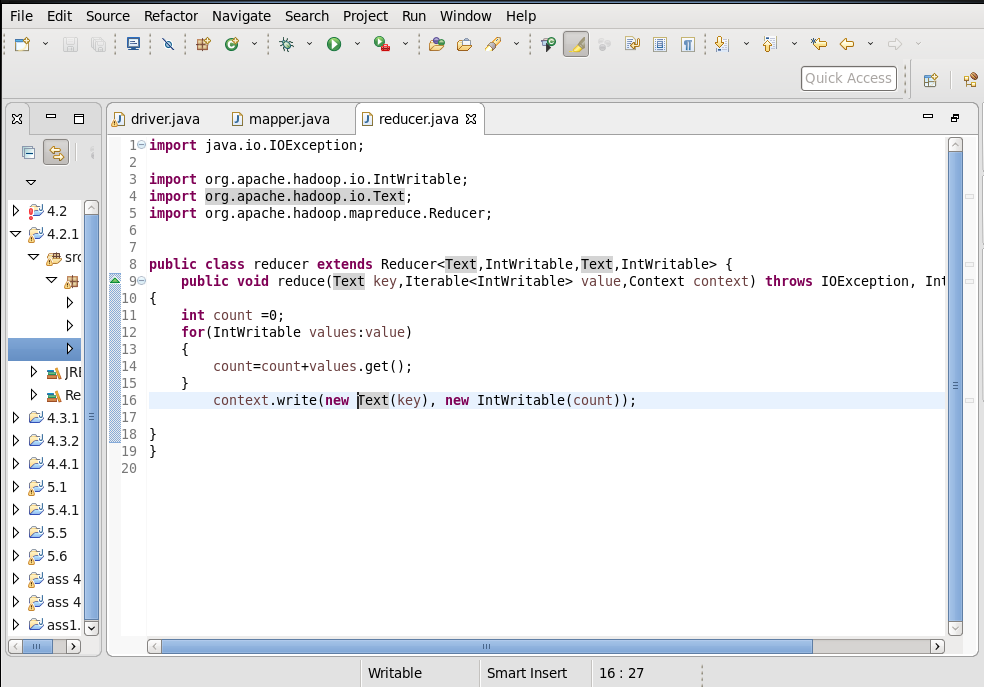 File Edit Source Refactor Navigate Search Project Run Window Help
Quick Access
driver.java mapper.java reducer.java
1 import java.io.IOException;
2
3 import org.apache.hadoop.io.IntWritable;
4 import org.apache.hadoop.io.Text;
5 import org.apache.hadoop.mapreduce.Reducer;
6
7
8 public class reducer extends Reducer<Text,IntWritable,Text,IntWritable> {
9 public void reduce(Text key,Iterable<IntWritable> value,Context context) throws IOException, Int
10 {
11 int count =0;
12 for(IntWritable values:value)
13 {
14 count=count+values.get();
15 }
16 context.write(new Text(key), new IntWritable(count));
17
18 }
19 }
20
4.2
4.2.1
src
JRE
Re
4.3.1
4.3.2
4.4.1
5.1
5.4.1
5.5
5.6
ass 4
ass 4
ass1.
Writable Smart Insert 16 : 27